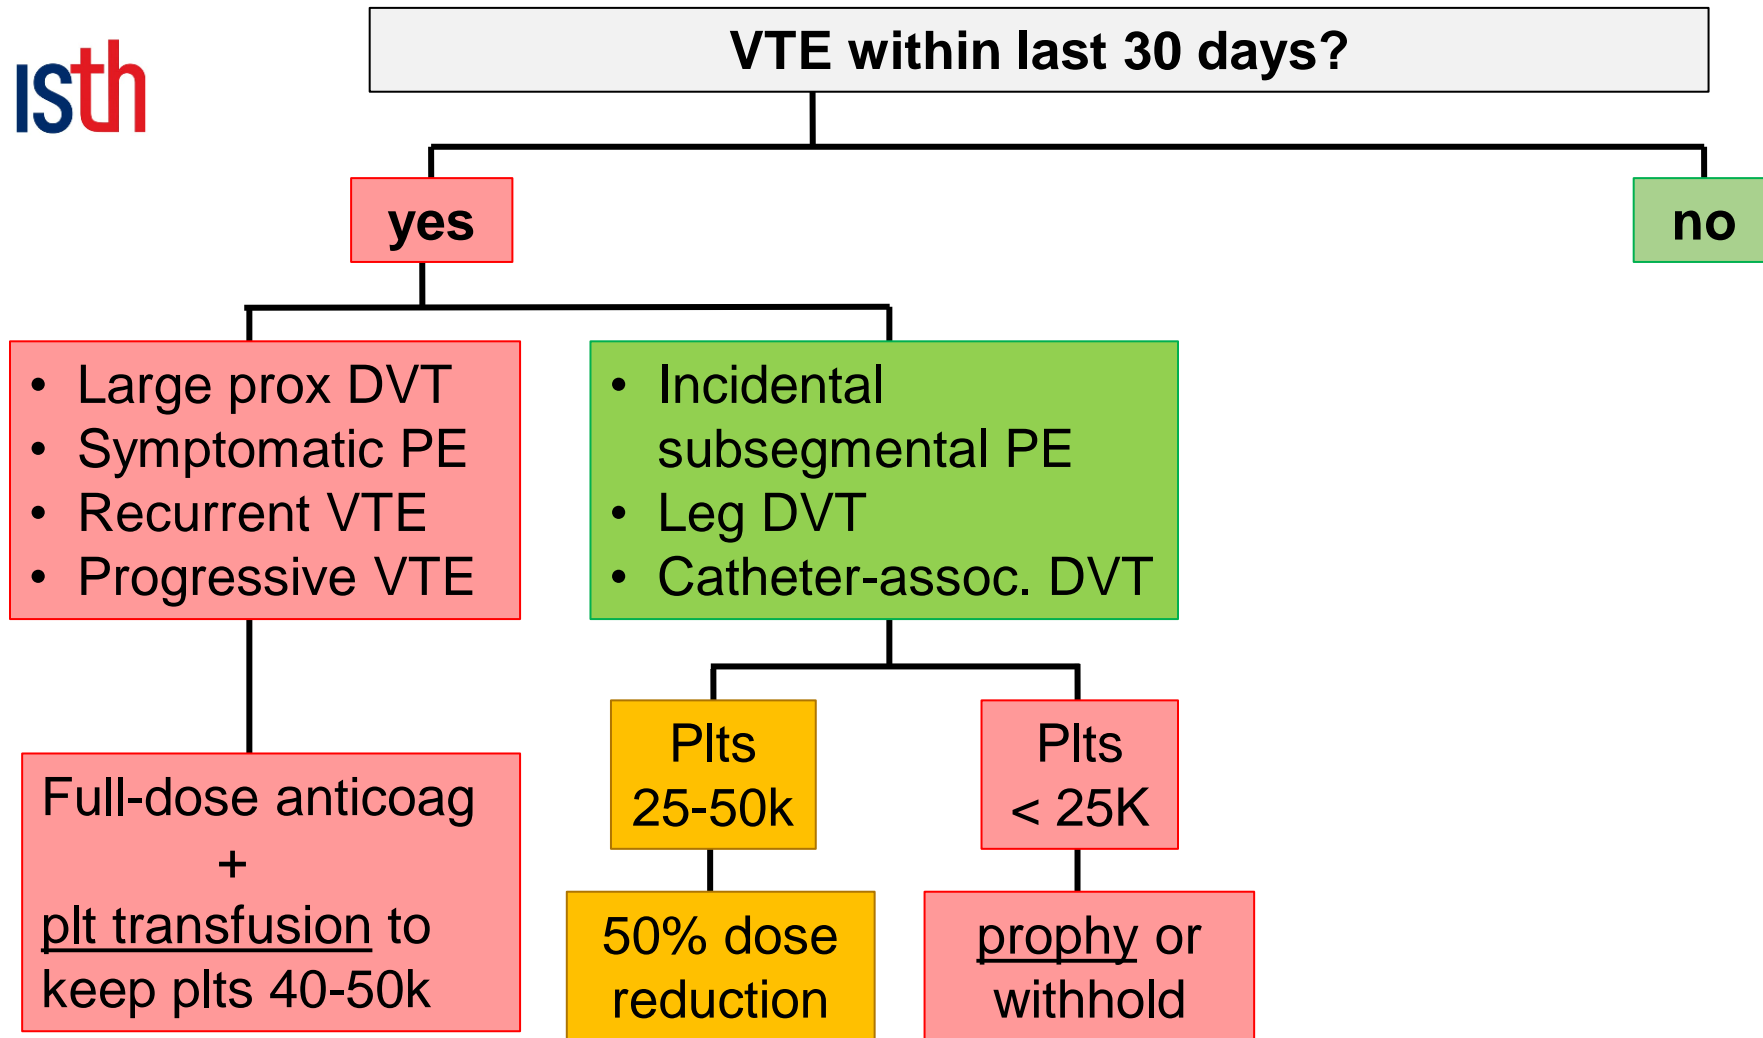 isth
VTE within last 30 days?
yes
no
• Large prox DVT
• Symptomatic PE
• Recurrent VTE
• Progressive VTE
• Incidental
subsegmental PE
• Leg DVT
• Catheter-assoc. DVT
Full-dose anticoag
+
plt transfusion to
keep plts 40-50k
Plts
25-50k
Plts
< 25K
50% dose
reduction
prophy or
withhold